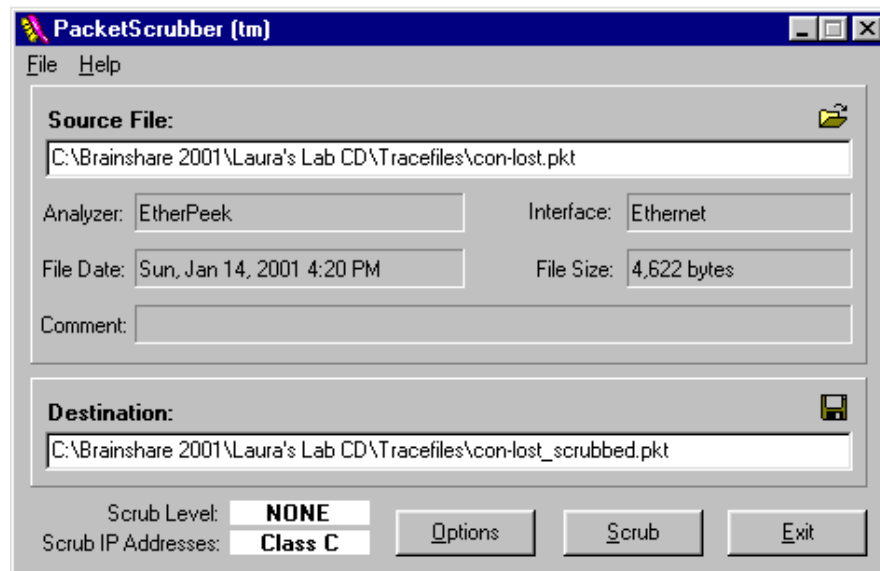 PacketScrubber (tm)
File Help
Source File:
C:\Brainshare 2001\Laura's Lab CD\Tracefiles\con-lost.pkt
Analyzer: EtherPeek Interface: Ethernet
File Date: Sun, Jan 14, 2001 4:20 PM File Size: 4,622 bytes
Comment:
Destination:
C:\Brainshare 2001\Laura's Lab CD\Tracefiles\con-lost_scrubbed.pkt
Scrub Level: NONE
Scrub IP Addresses: Class C
Options Scrub Exit